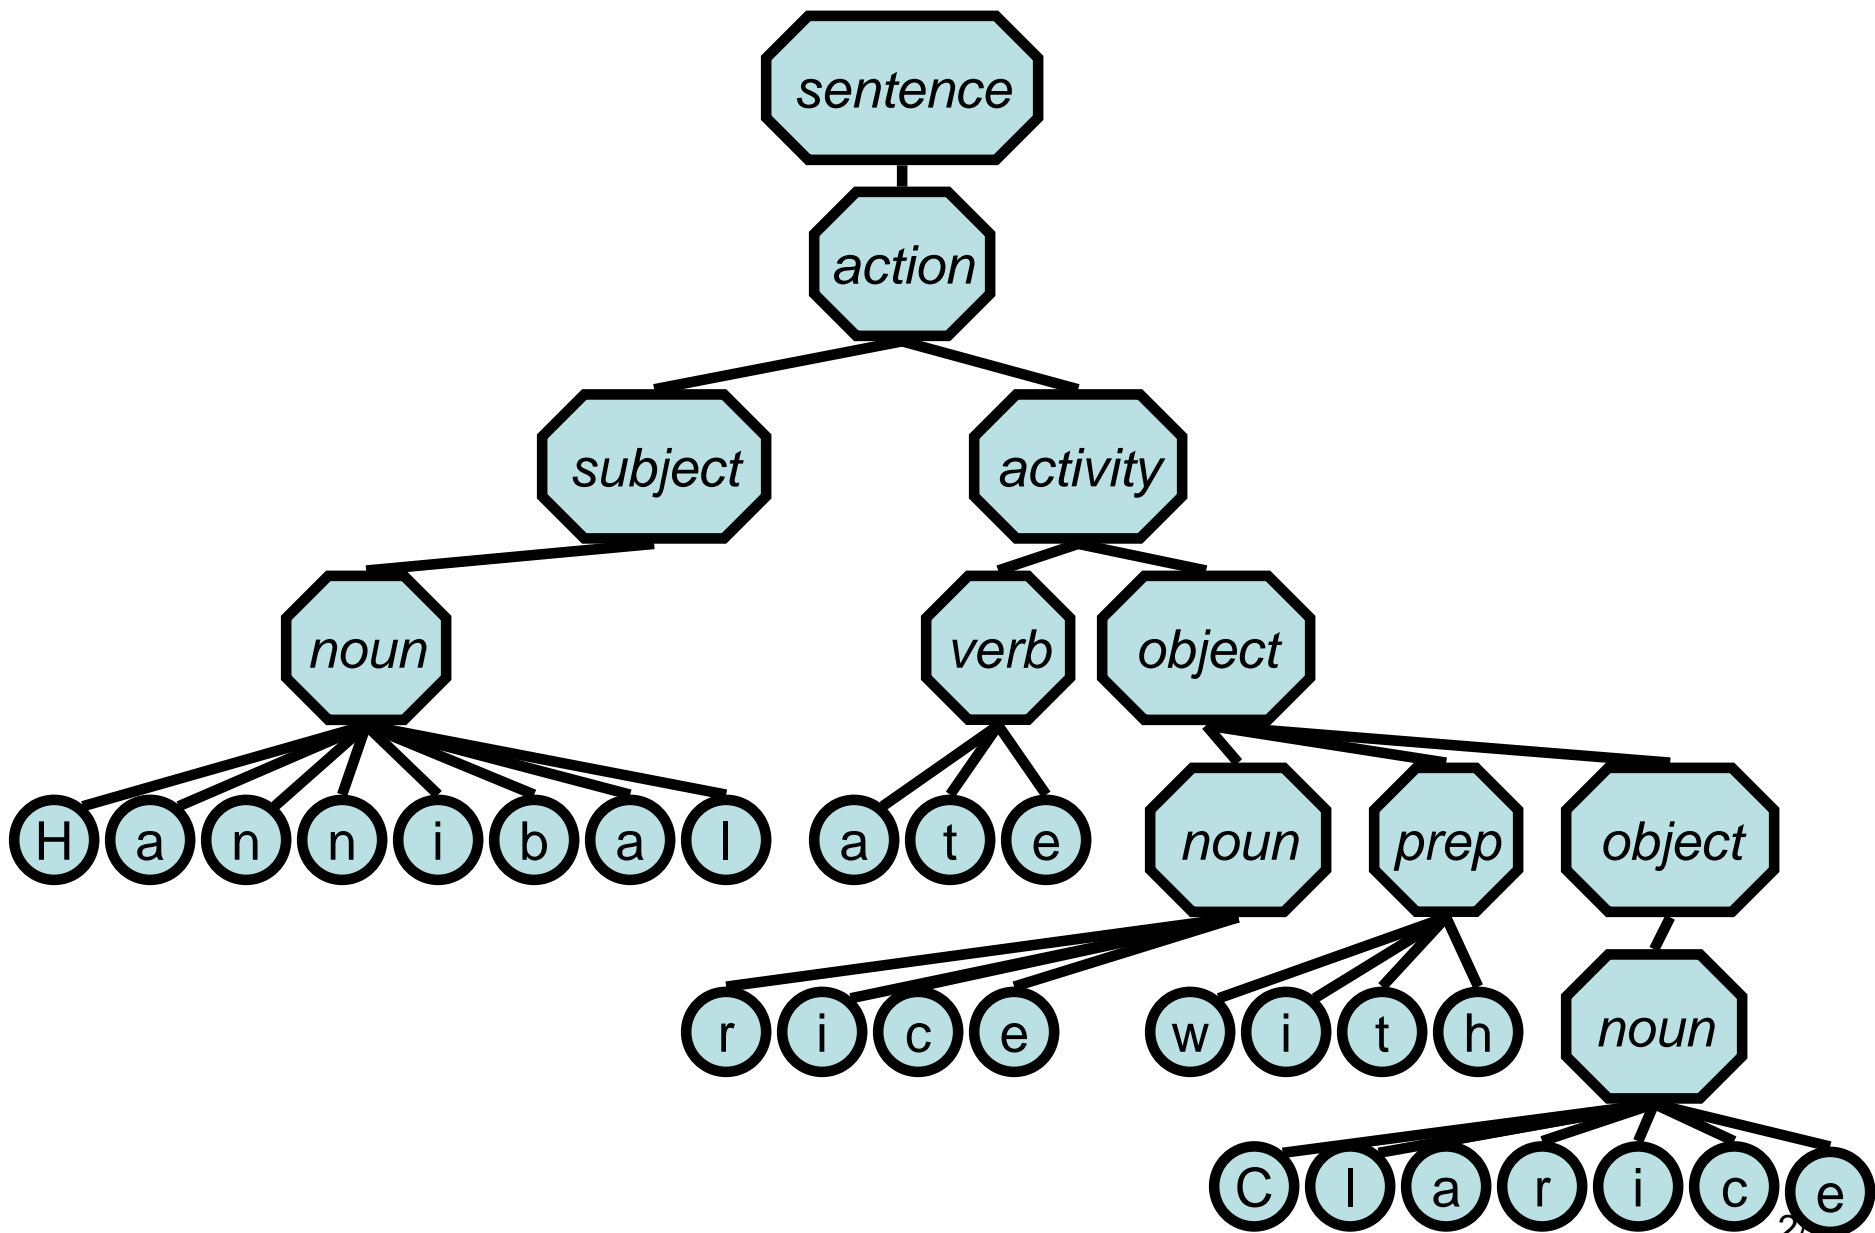 sentence
action
subject activity
noun verb object
H a n n i b a l a t e noun prep object
r i c e w i t h noun
C l a r i c e